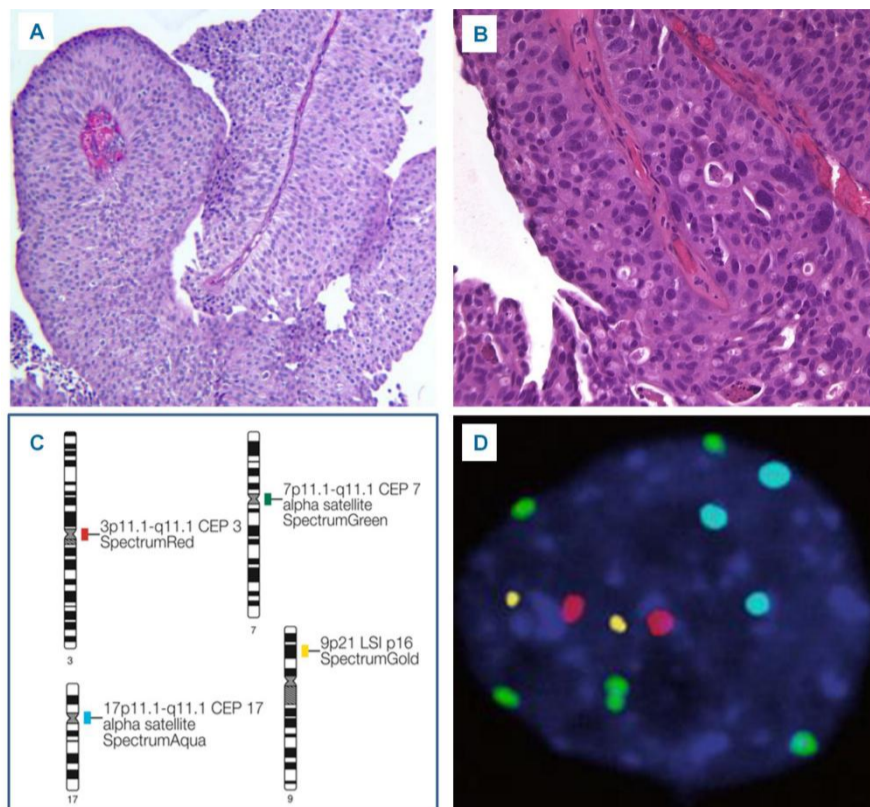 A
B
C
3p11.1-q11.1 CEP 3
SpectrumRed
3
7p11.1-q11.1 CEP 7
alpha satellite
SpectrumGreen
7
17p11.1-q11.1 CEP 17
alpha satellite
SpectrumAqua
17
9p21 LSI p16
SpectrumGold
9
D